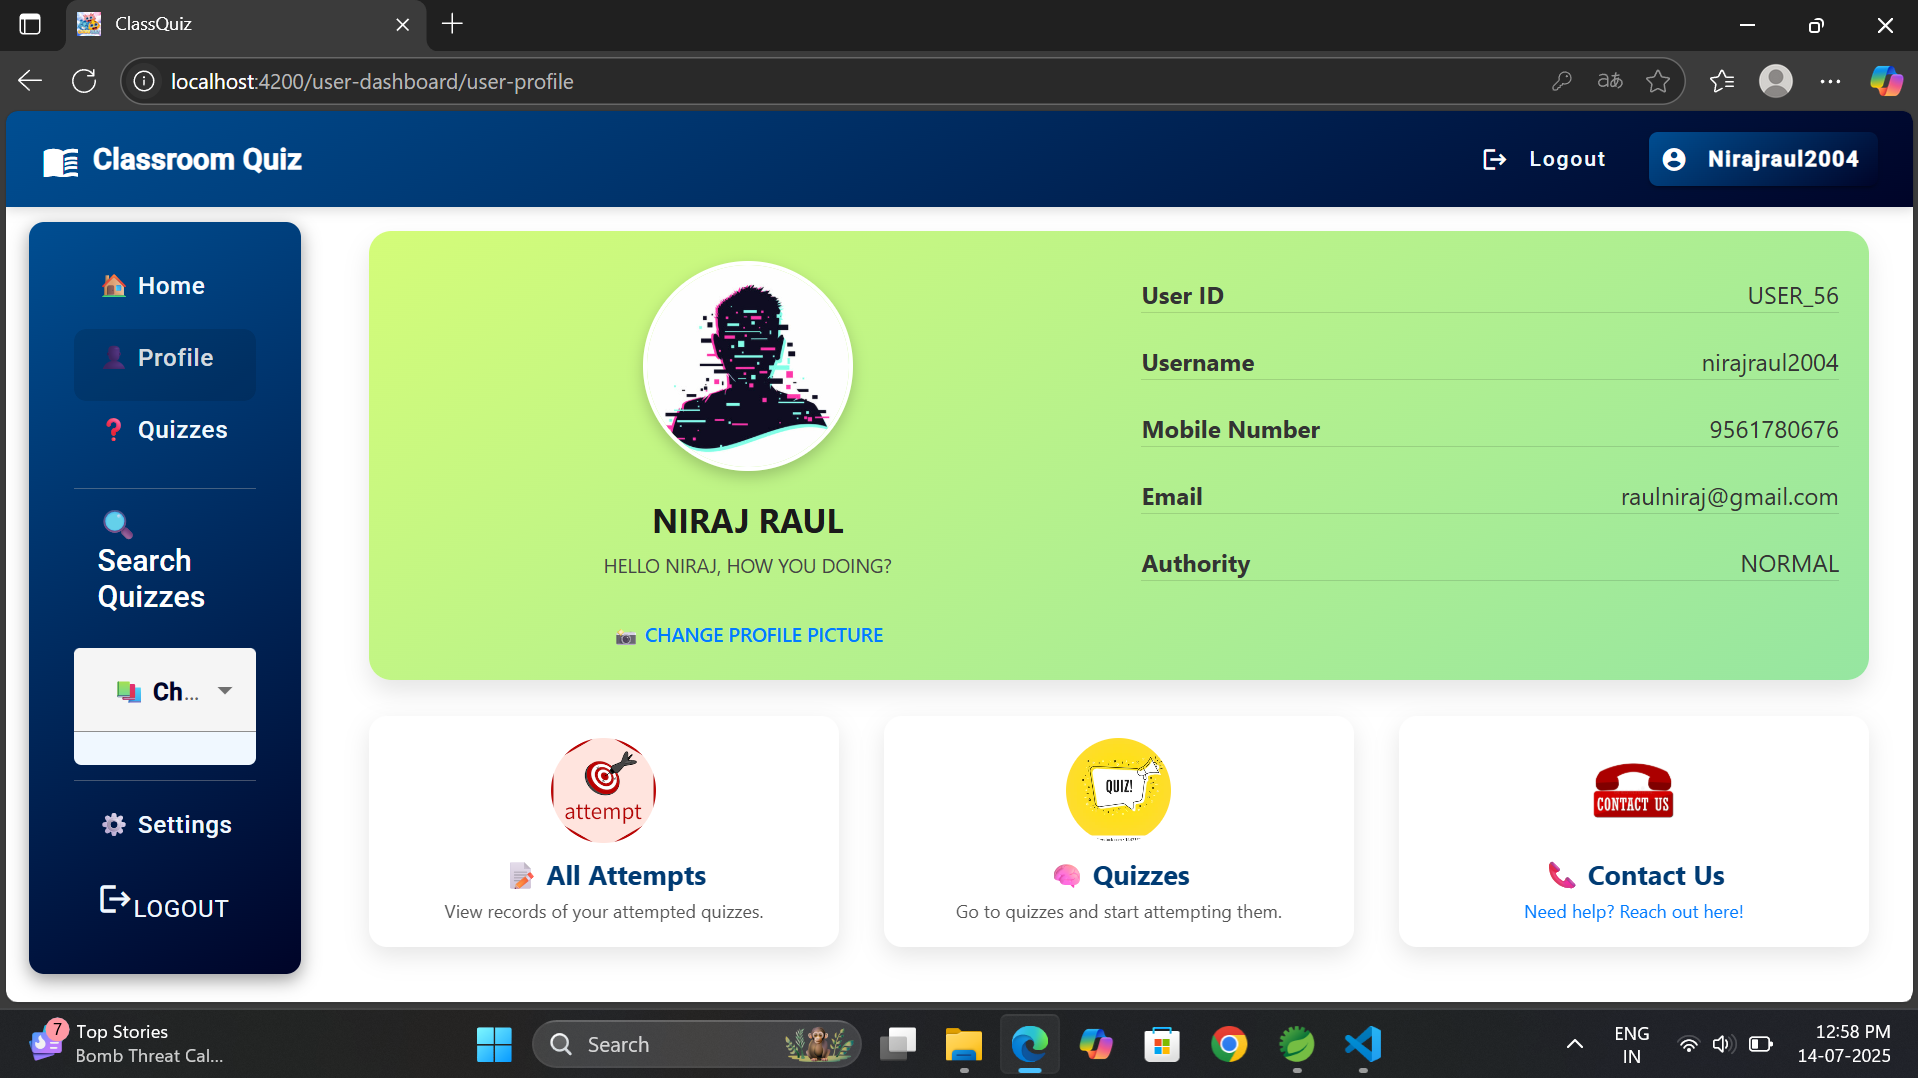 ClassQuiz
localhost:4200/user-dashboard/user-profile
Classroom Quiz
Logout
Nirajraul2004
Home
Profile
Quizzes
Search
Quizzes
Ch...
Settings
LOGOUT
NIRAJ RAUL
HELLO NIRAJ, HOW YOU DOING?
CHANGE PROFILE PICTURE
User ID USER_56
Username nirajraul2004
Mobile Number 9561780676
Email raulniraj@gmail.com
Authority NORMAL
attempt
All Attempts
View records of your attempted quizzes.
QUIZ!
Quizzes
Go to quizzes and start attempting them.
CONTACT US
Contact Us
Need help? Reach out here!
7
Top Stories
Bomb Threat Cal...
Search
ENG
IN
12:58 PM
14-07-2025